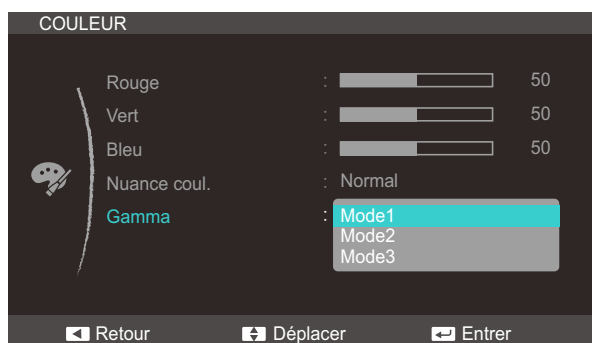 COULEUR
Rouge : 50
Vert : 50
Bleu : 50
Nuance coul. : Normal
Gamma : Mode1
Mode2
Mode3
Retour Déplacer Entrer